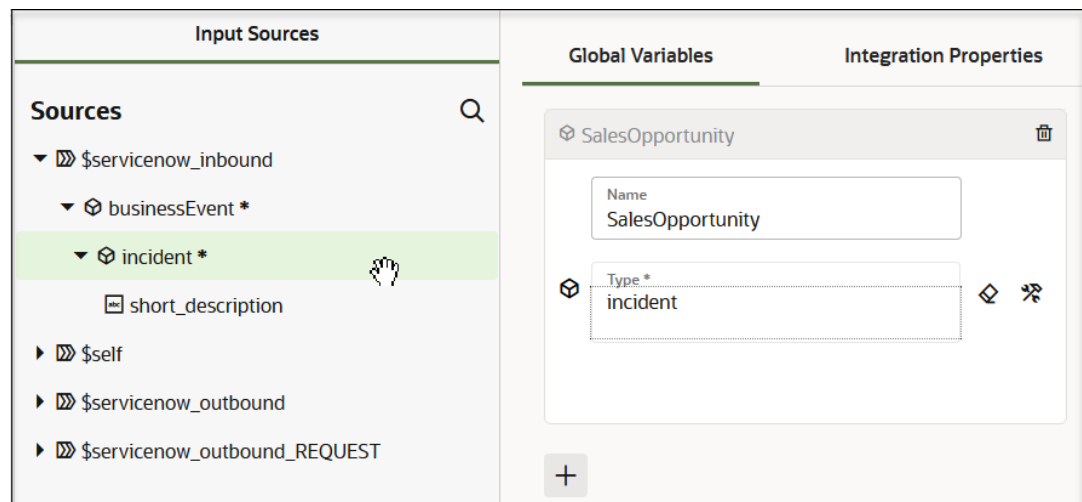 Input Sources
Sources
$servicenow_inbound
businessEvent *
incident *
short_description
$self
$servicenow_outbound
$servicenow_outbound_REQUEST
Global Variables
Integration Properties
SalesOpportunity
Name
SalesOpportunity
Type *
incident